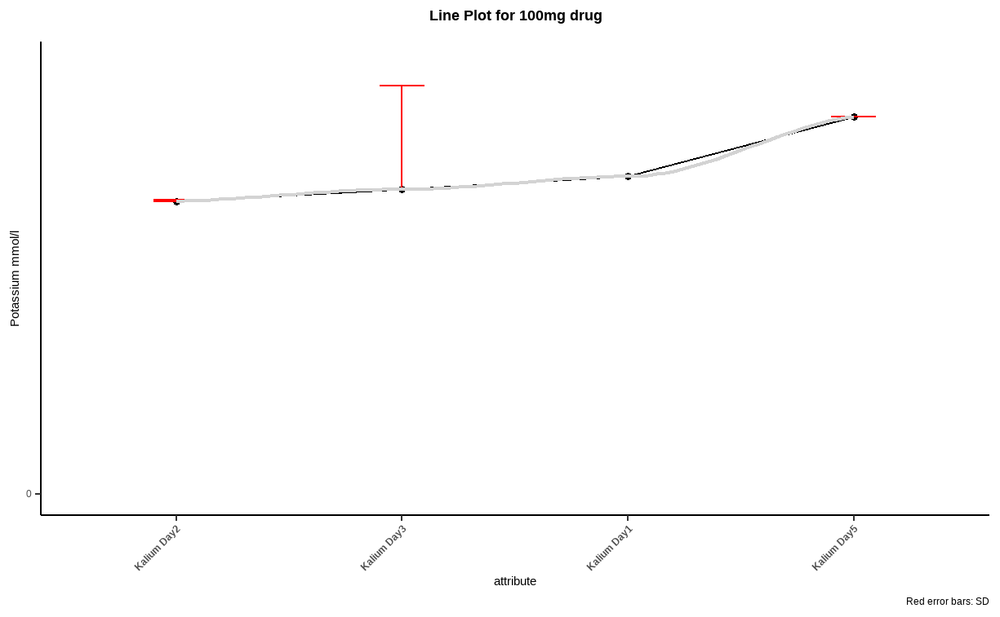 Line Plot for 100mg drug
Potassium mmol/l
0
Kalium Day2
Kalium Day3
Kalium Day1
Kalium Day5
attribute
Red error bars: SD